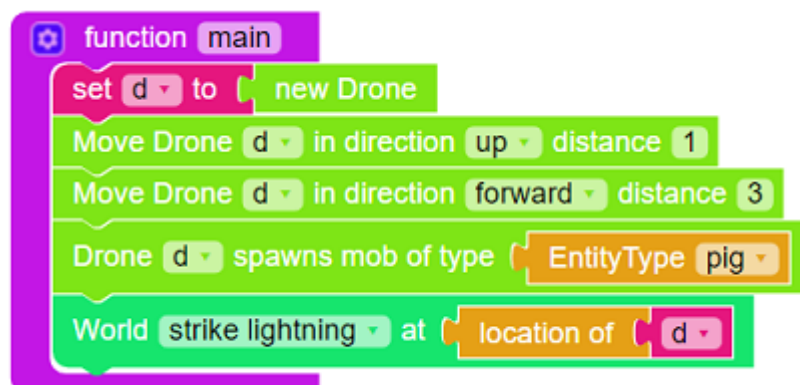 function main
set d to new Drone
Move Drone d in direction up distance 1
Move Drone d in direction forward distance 3
Drone d spawns mob of type EntityType pig
World strike lightning at location of d